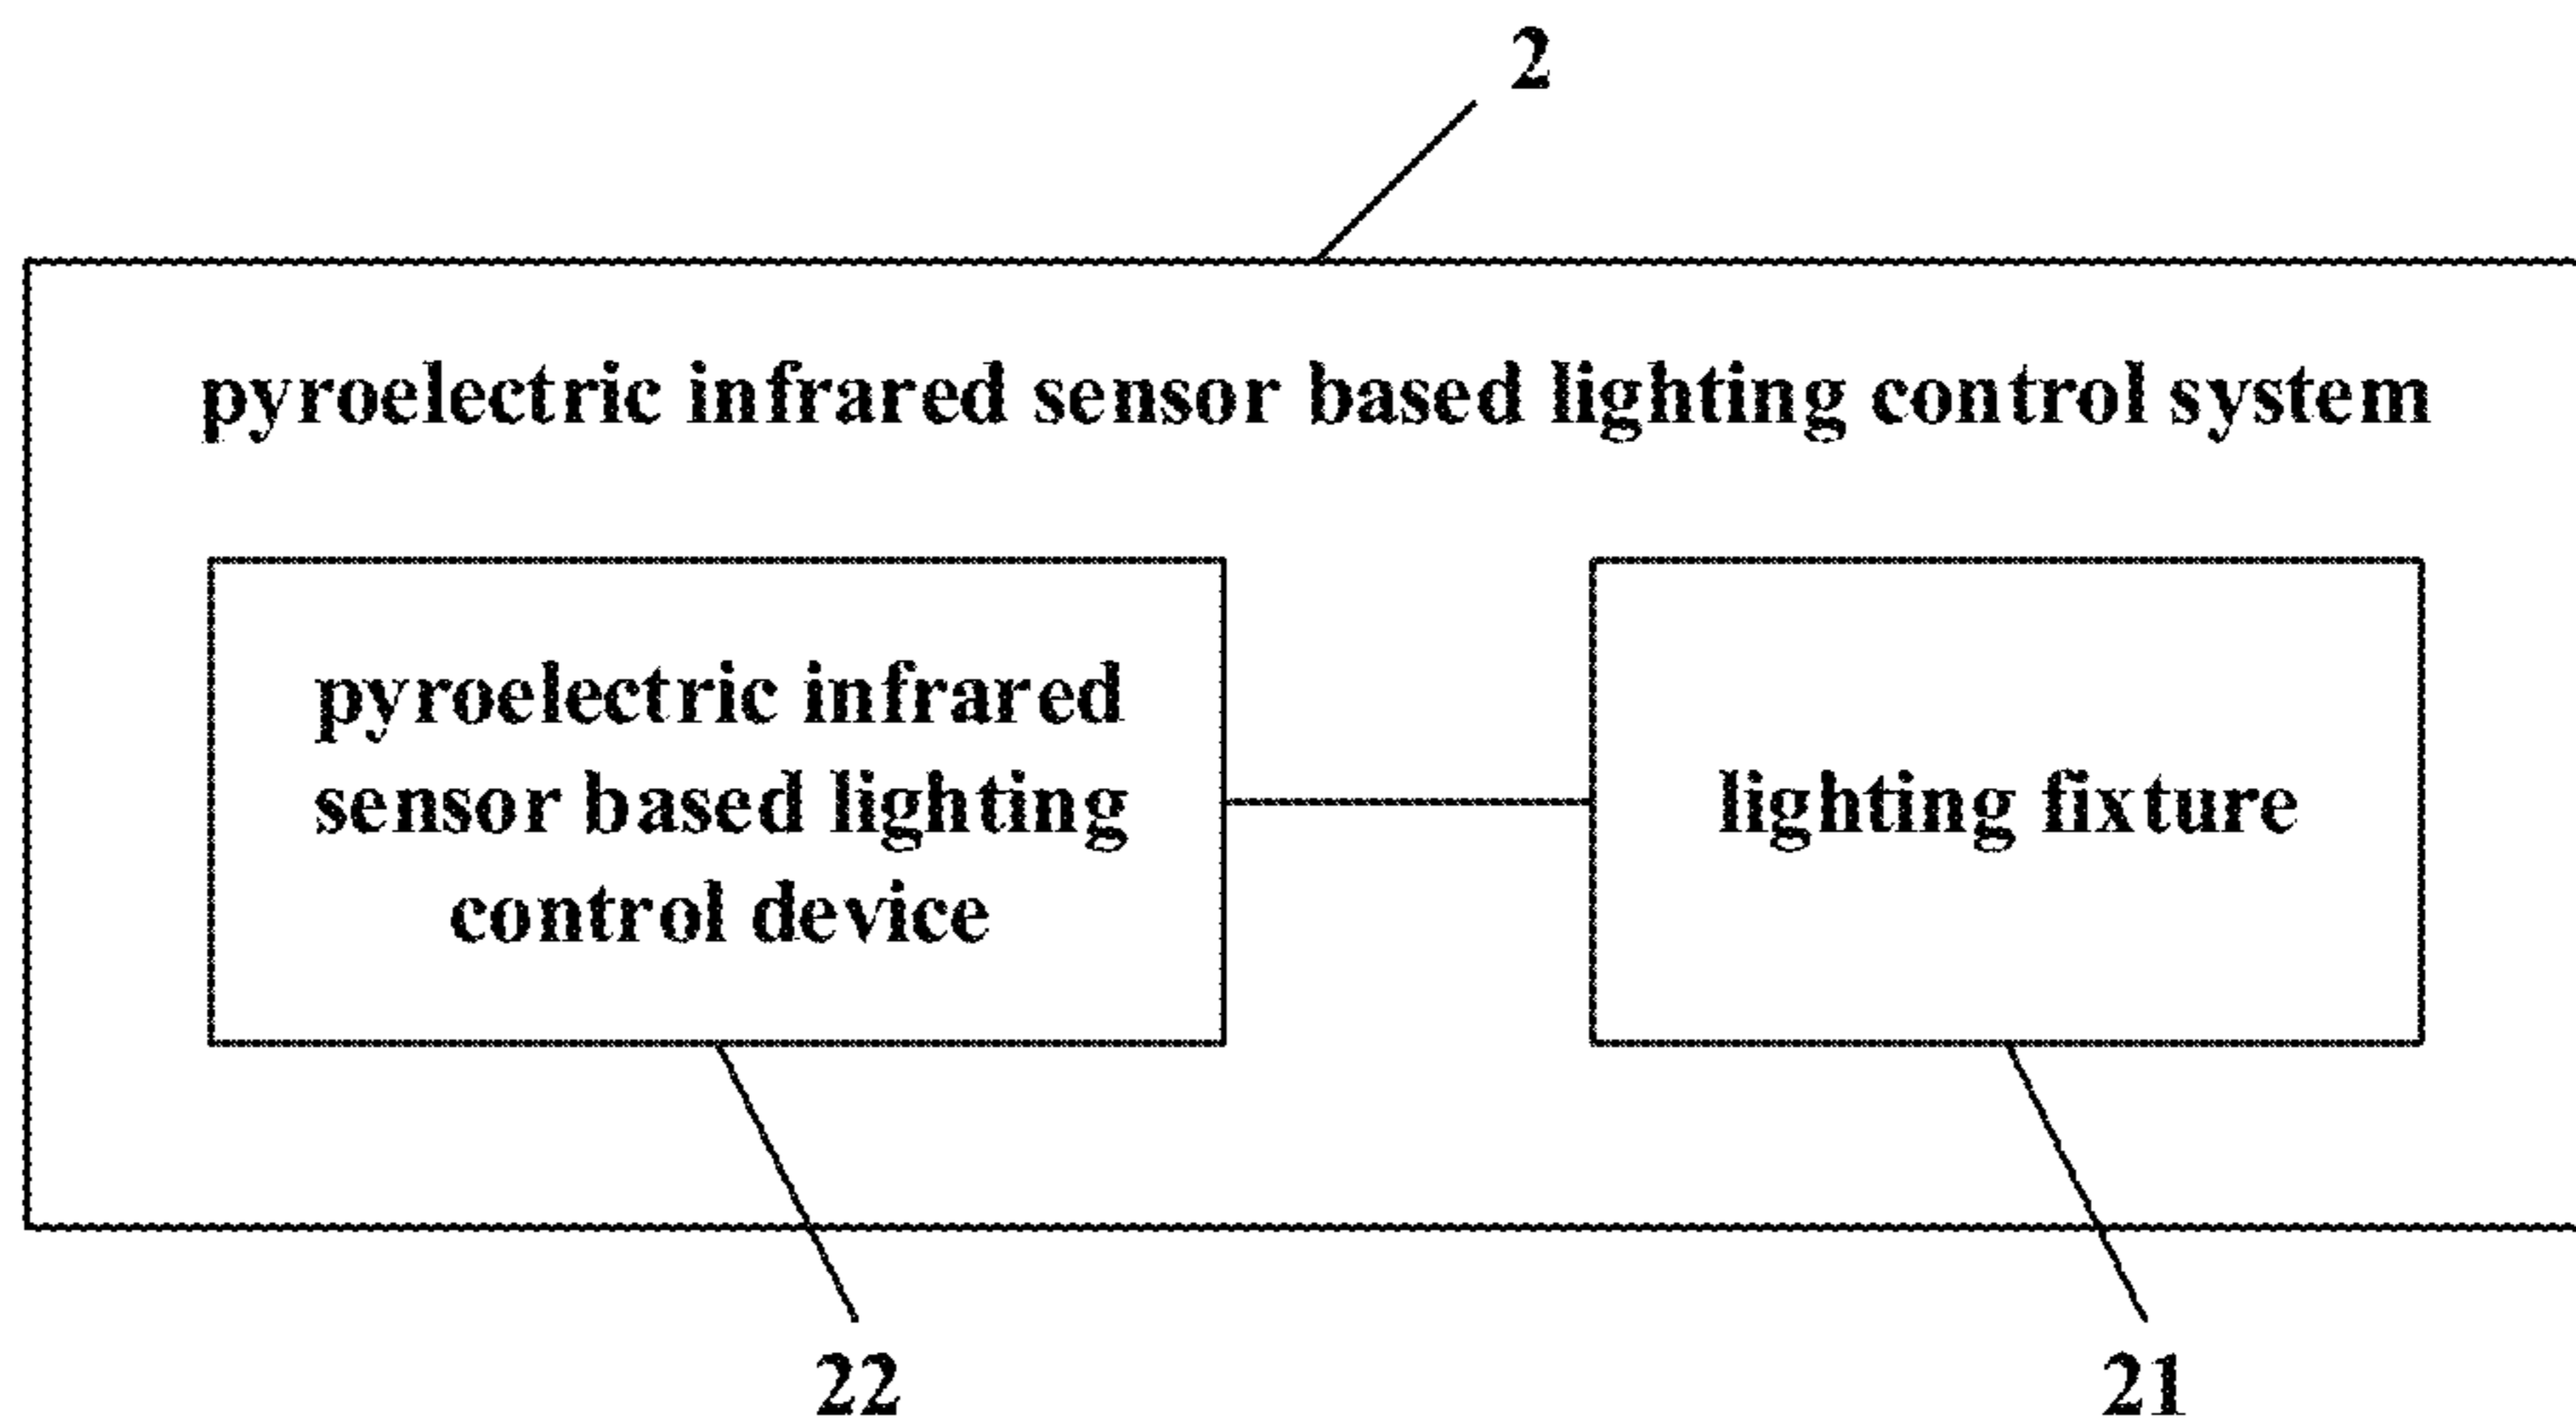 2
pyroelectric infrared sensor based lighting control system
pyroelectric infrared
sensor based lighting
control device
lighting fixture
22
21